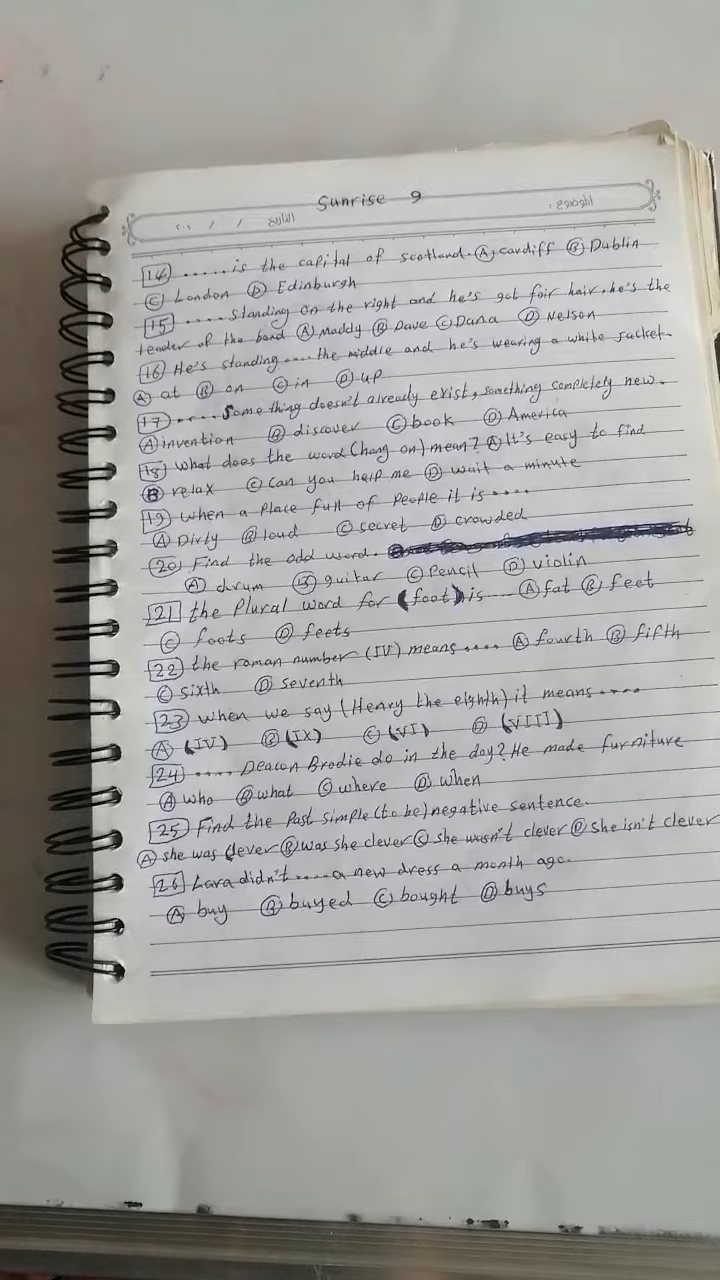 Sunrise 9
التاريخ / / ٢٠١ الموضوع :
14 ...... is the capital of scotland. Ⓐ cardiff Ⓑ Dublin
Ⓒ London Ⓓ Edinburgh
15 ..... standing on the right and he's got fair hair, he's the
leader of the band Ⓐ Maddy Ⓑ Dave Ⓒ Dana Ⓓ Nelson
16 He's standing .... the middle and he's wearing a white jacket.
Ⓐ at Ⓑ on Ⓒ in Ⓓ up
17 ..... Some thing doesn't already exist, something completely new.
Ⓐ invention Ⓑ discover Ⓒ book Ⓓ America
18 what does the word (hang on) mean? Ⓐ It's easy to find
Ⓑ relax Ⓒ Can you help me Ⓓ wait a minute
19 when a place full of people it is .....
Ⓐ Dirty Ⓑ loud Ⓒ secret Ⓓ crowded
20 Find the odd word.
Ⓐ drum Ⓑ guitar Ⓒ Pencil Ⓓ violin
21 the Plural word for (foot) is .... Ⓐ fat Ⓑ feet
Ⓒ foots Ⓓ feets
22 the roman number (IV) means .... Ⓐ fourth Ⓑ fifth
Ⓒ sixth Ⓓ seventh
23 when we say (Henry the eighth) it means .....
Ⓐ (IV) Ⓑ (IX) Ⓒ (VI) Ⓓ (VIII)
24 .... Deacon Brodie do in the day? He made furniture
Ⓐ who Ⓑ what Ⓒ where Ⓓ when
25 Find the Past simple (to be) negative sentence.
Ⓐ she was clever Ⓑ was she clever Ⓒ she wasn't clever Ⓓ she isn't clever
26 Lara didn't .... a new dress a month ago.
Ⓐ buy Ⓑ buyed Ⓒ bought Ⓓ buys